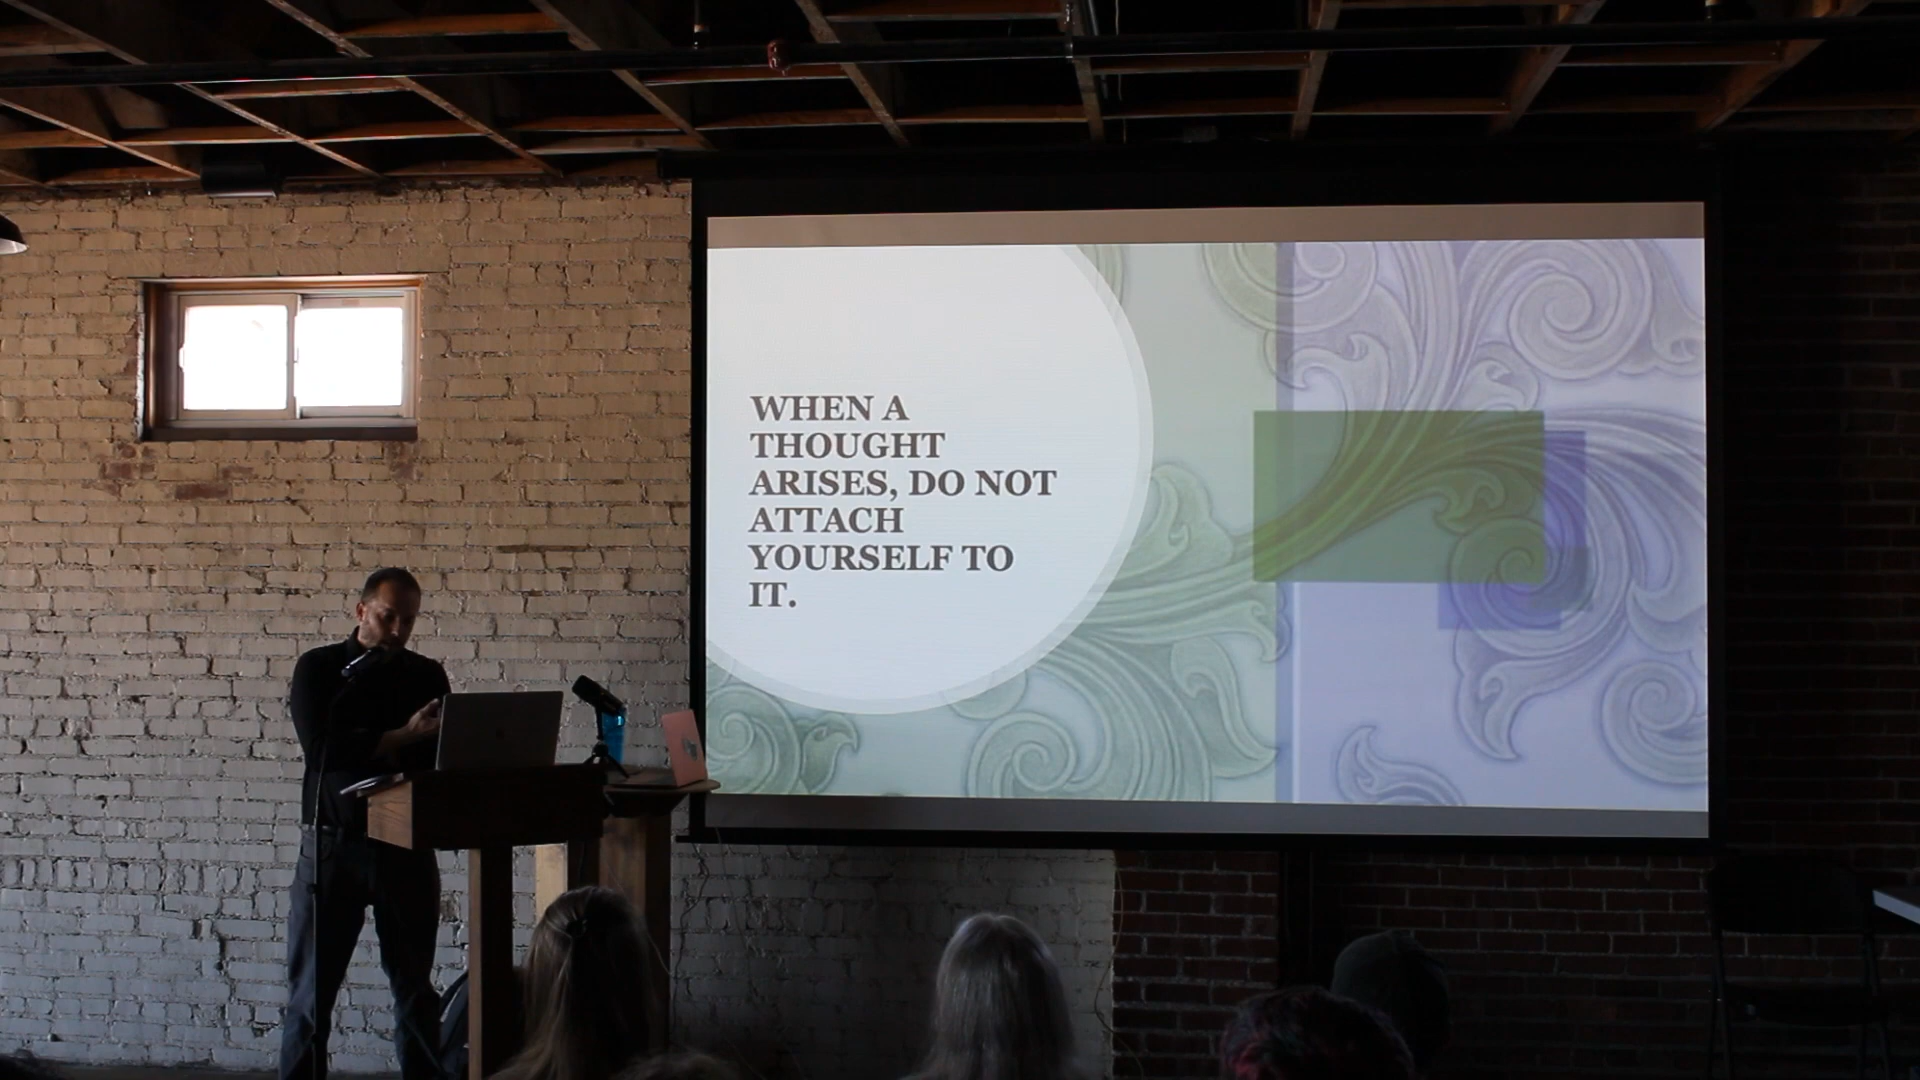 WHEN A
THOUGHT
ARISES, DO NOT
ATTACH
YOURSELF TO
IT.